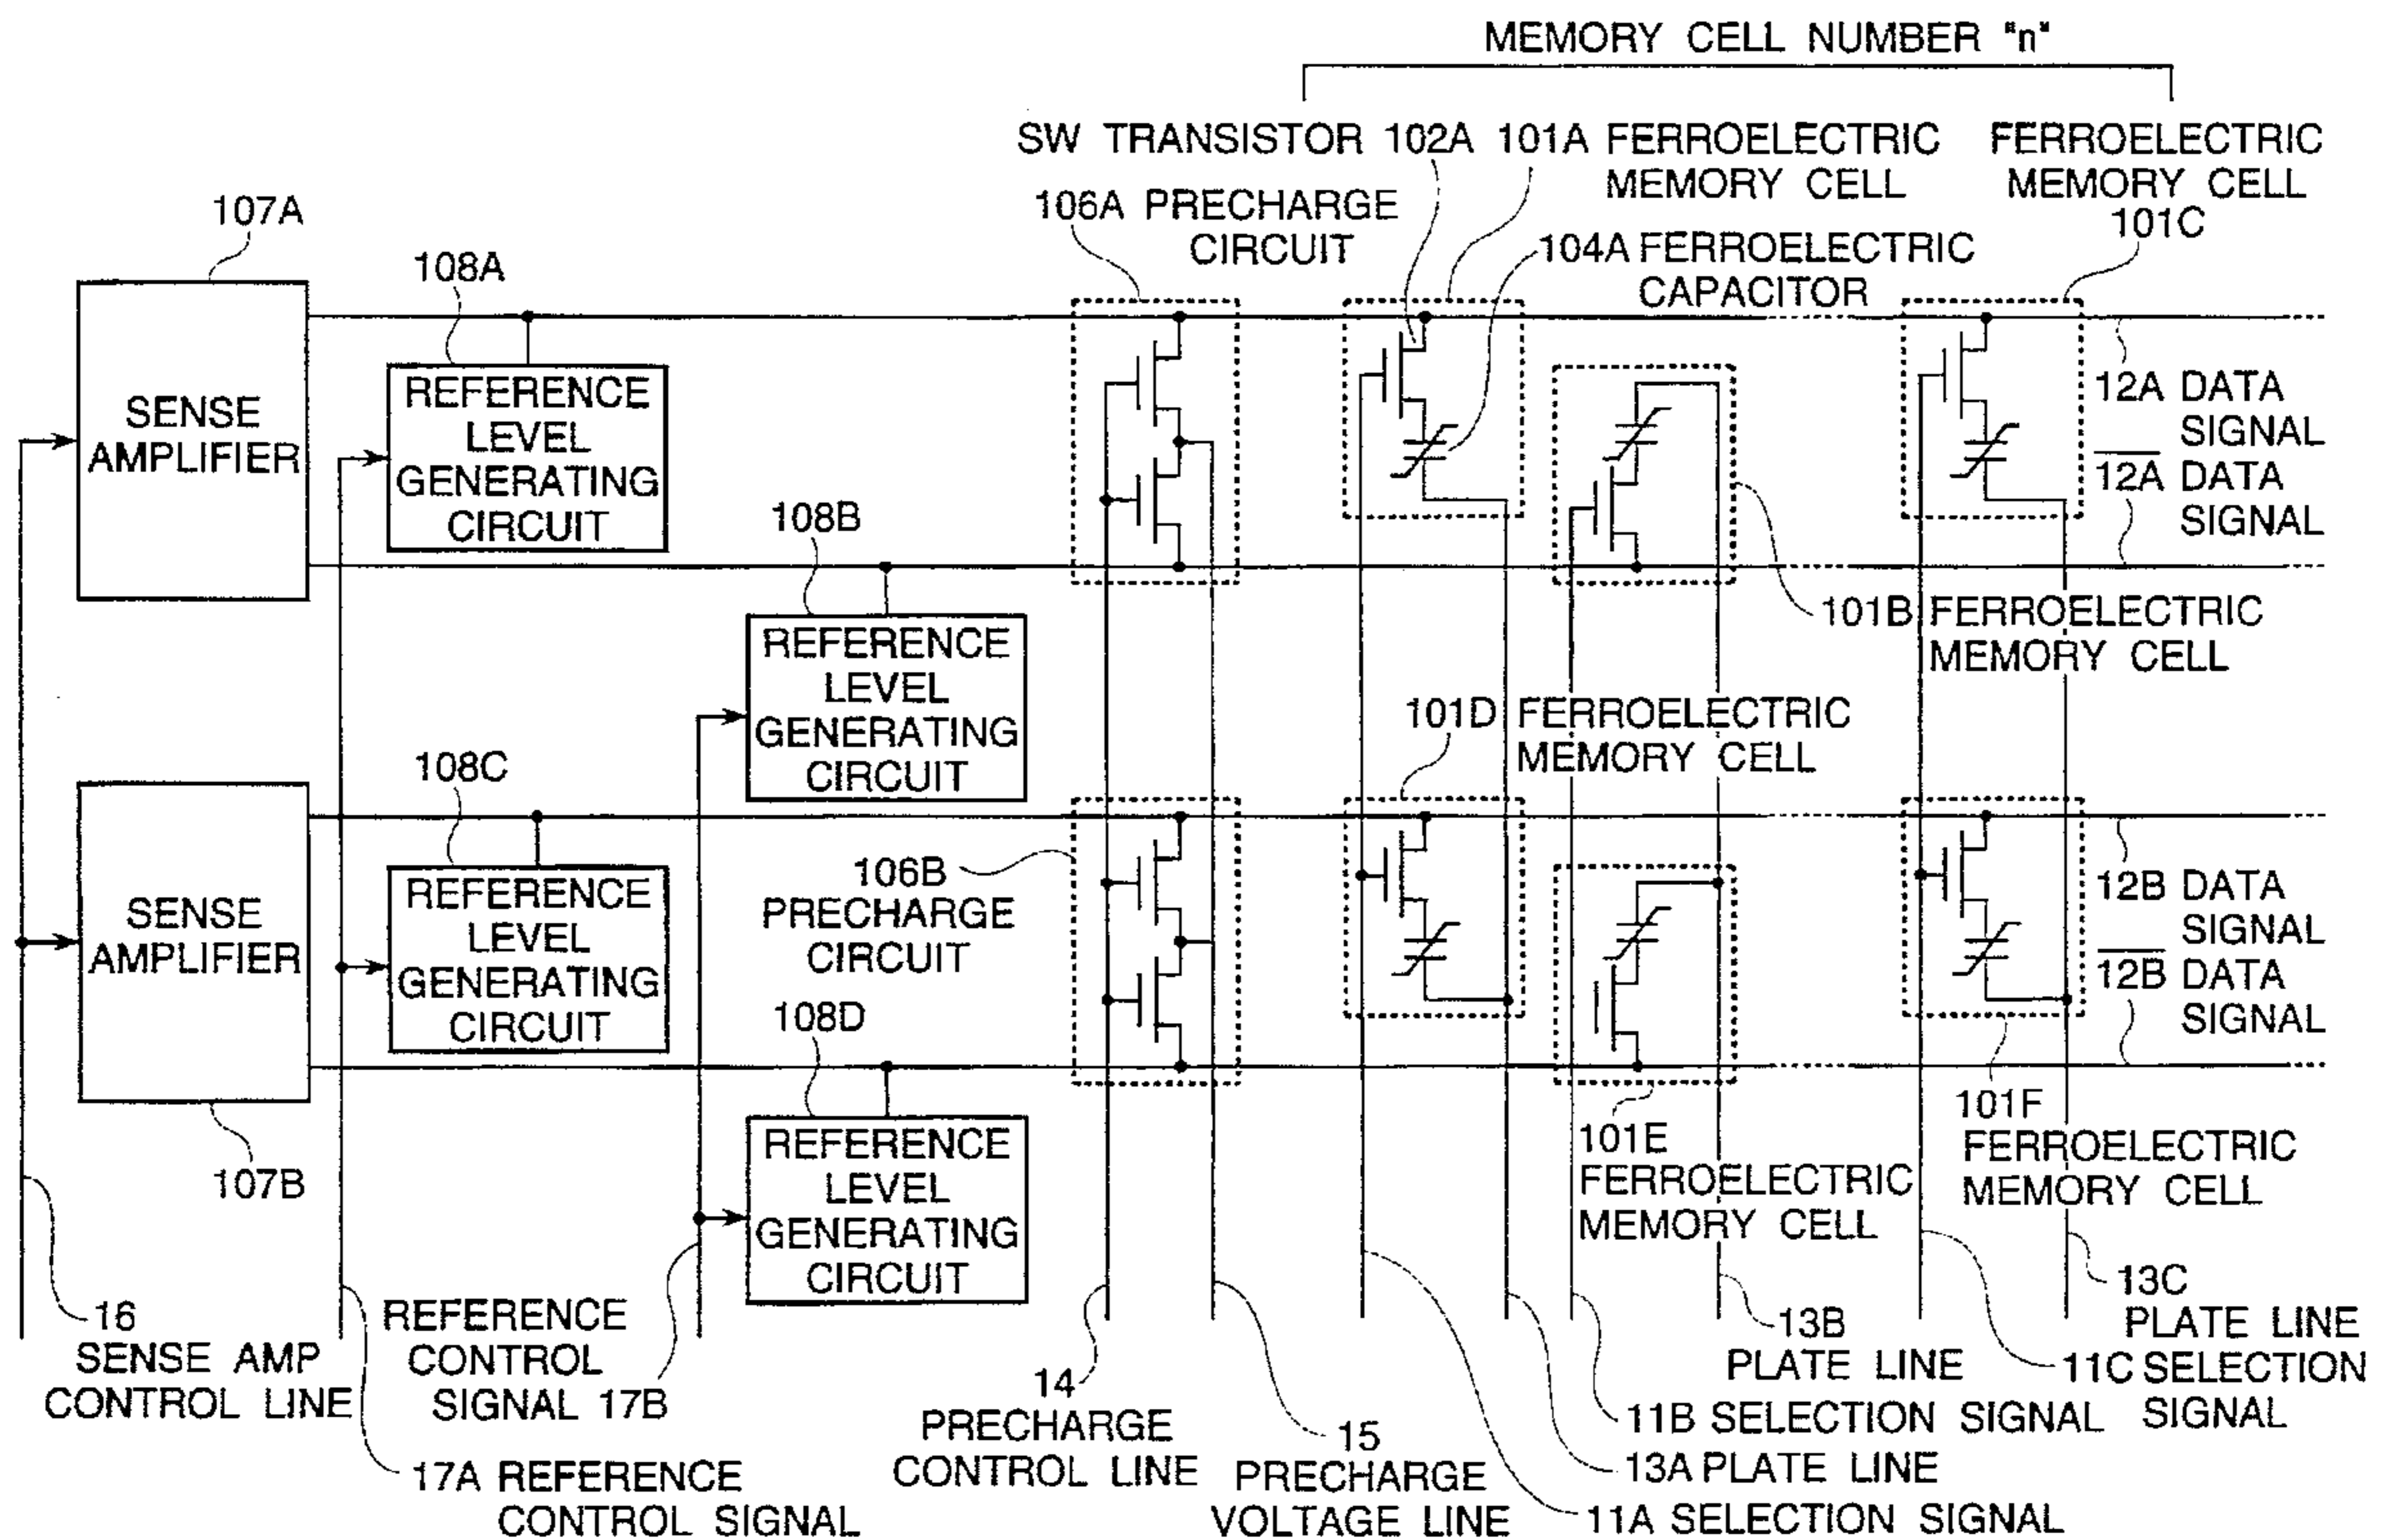 MEMORY CELL NUMBER "n"
SW TRANSISTOR 102A 101A FERROELECTRIC
MEMORY CELL
FERROELECTRIC
MEMORY CELL
101C
107A
108A
106A PRECHARGE
CIRCUIT
104A FERROELECTRIC
CAPACITOR
SENSE
AMPLIFIER
REFERENCE
LEVEL
GENERATING
CIRCUIT
12A DATA
SIGNAL
1̅2̅A̅ DATA
SIGNAL
108B
REFERENCE
LEVEL
GENERATING
CIRCUIT
101B FERROELECTRIC
MEMORY CELL
101D FERROELECTRIC
MEMORY CELL
108C
SENSE
AMPLIFIER
REFERENCE
LEVEL
GENERATING
CIRCUIT
106B
PRECHARGE
CIRCUIT
12B DATA
SIGNAL
1̅2̅B̅ DATA
SIGNAL
108D
REFERENCE
LEVEL
GENERATING
CIRCUIT
107B
101E
FERROELECTRIC
MEMORY CELL
101F
FERROELECTRIC
MEMORY CELL
16
SENSE AMP
CONTROL LINE
REFERENCE
CONTROL
SIGNAL 17B
17A REFERENCE
CONTROL SIGNAL
14
PRECHARGE
CONTROL LINE
15
PRECHARGE
VOLTAGE LINE
13C
PLATE LINE
13B
PLATE LINE
11C SELECTION
SIGNAL
11B SELECTION SIGNAL
13A PLATE LINE
11A SELECTION SIGNAL